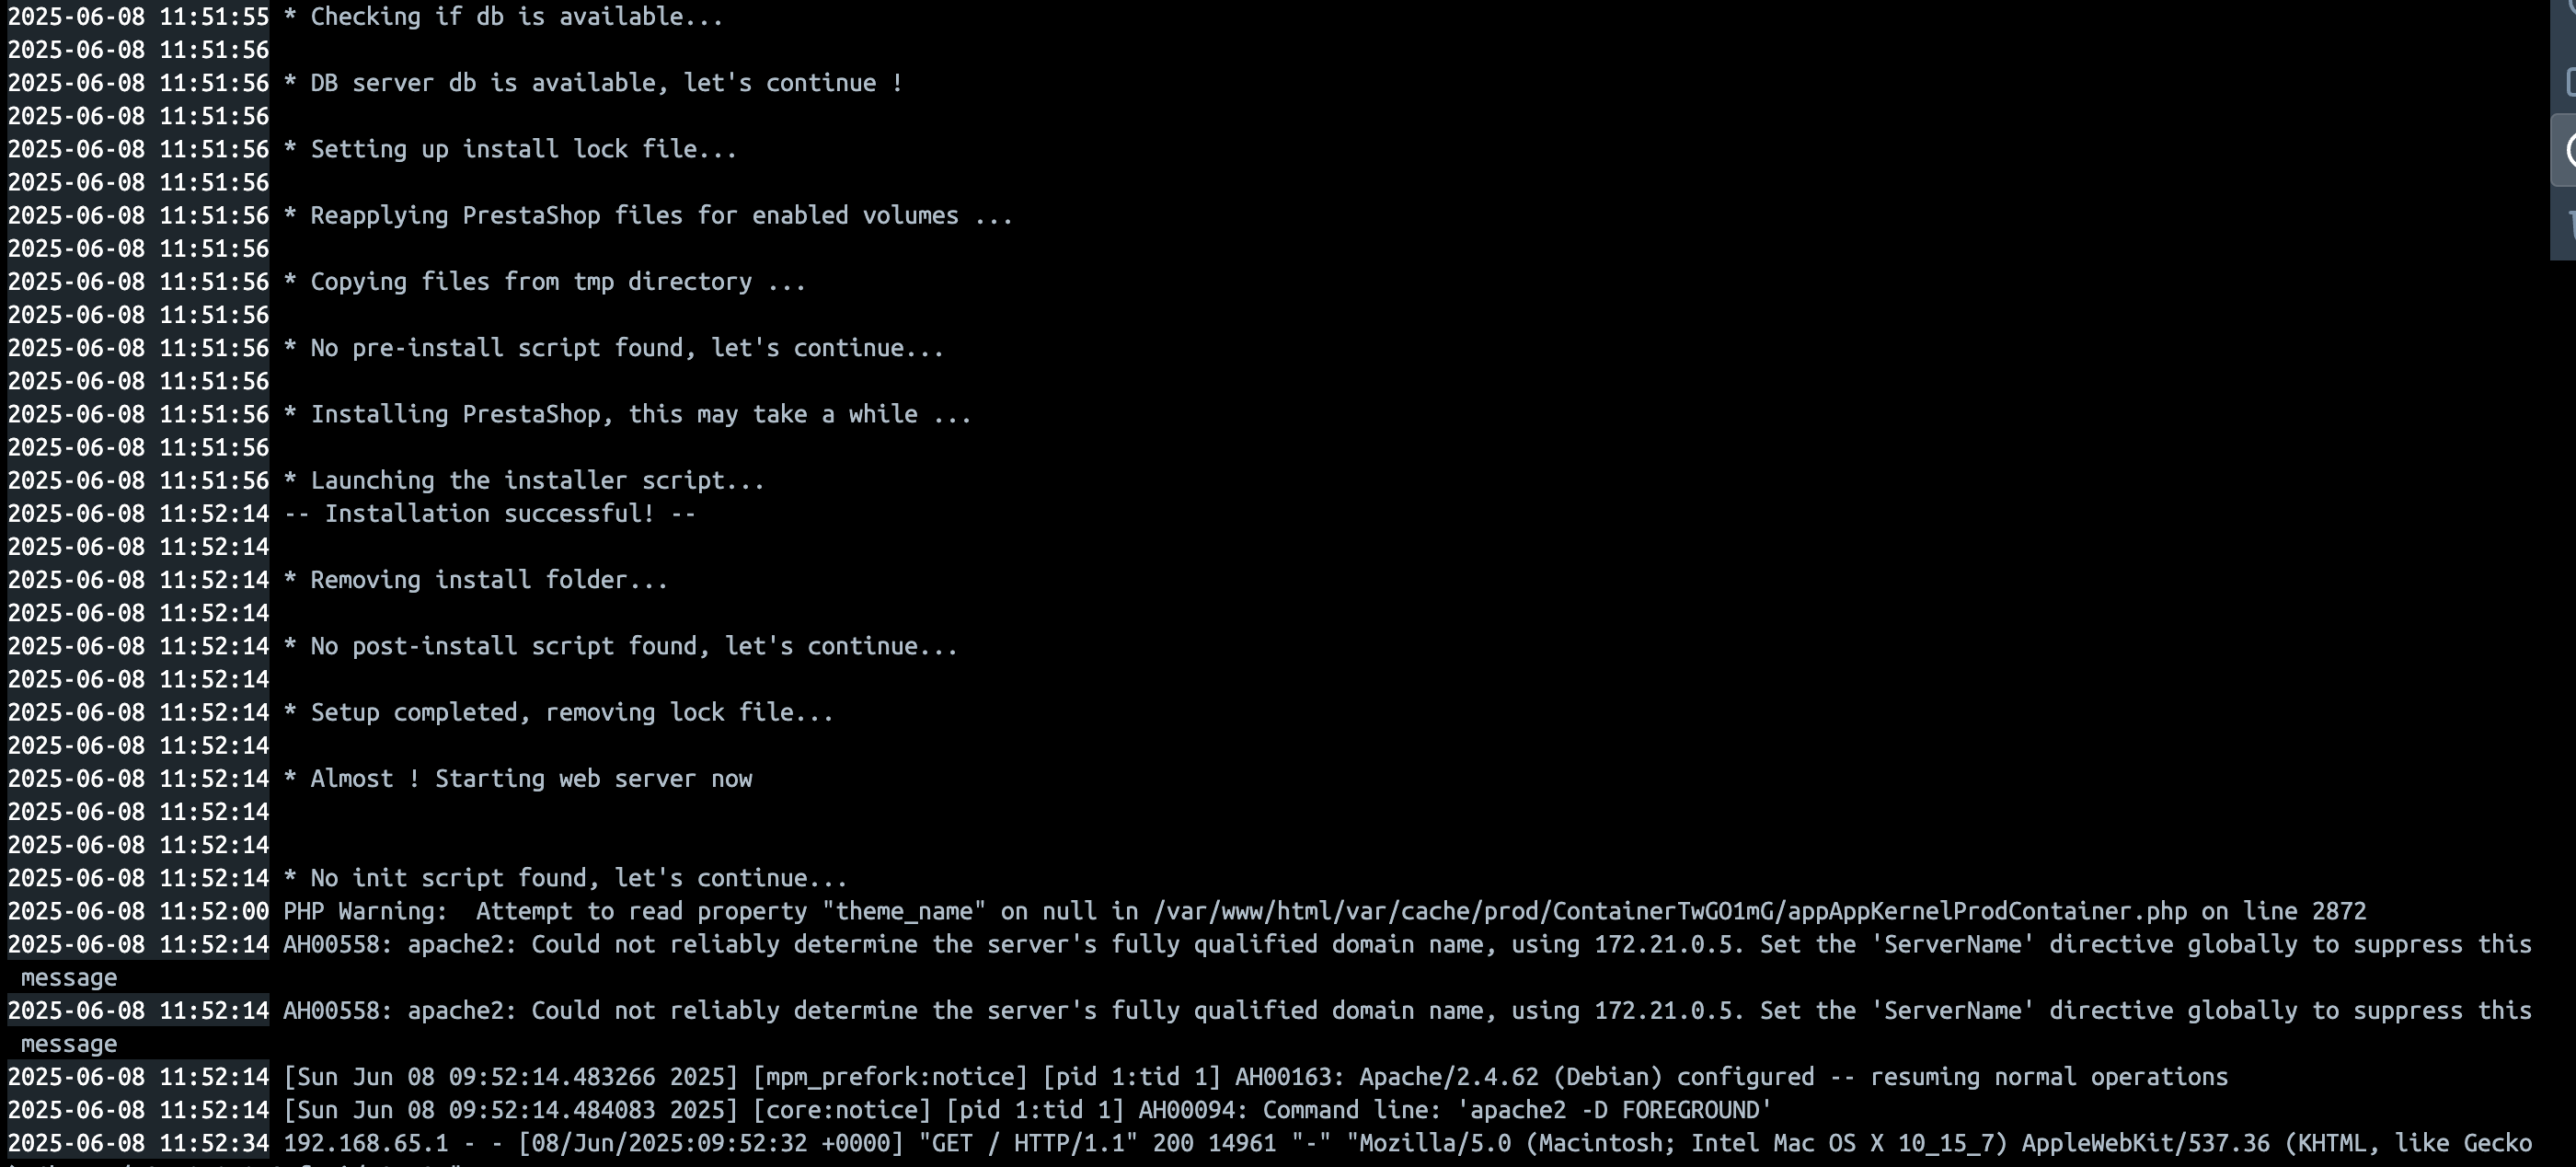 2025-06-08 11:51:55 * Checking if db is available...
2025-06-08 11:51:56
2025-06-08 11:51:56 * DB server db is available, let's continue !
2025-06-08 11:51:56
2025-06-08 11:51:56 * Setting up install lock file...
2025-06-08 11:51:56
2025-06-08 11:51:56 * Reapplying PrestaShop files for enabled volumes ...
2025-06-08 11:51:56
2025-06-08 11:51:56 * Copying files from tmp directory ...
2025-06-08 11:51:56
2025-06-08 11:51:56 * No pre-install script found, let's continue...
2025-06-08 11:51:56
2025-06-08 11:51:56 * Installing PrestaShop, this may take a while ...
2025-06-08 11:51:56
2025-06-08 11:51:56 * Launching the installer script...
2025-06-08 11:52:14 -- Installation successful! --
2025-06-08 11:52:14
2025-06-08 11:52:14 * Removing install folder...
2025-06-08 11:52:14
2025-06-08 11:52:14 * No post-install script found, let's continue...
2025-06-08 11:52:14
2025-06-08 11:52:14 * Setup completed, removing lock file...
2025-06-08 11:52:14
2025-06-08 11:52:14 * Almost ! Starting web server now
2025-06-08 11:52:14
2025-06-08 11:52:14
2025-06-08 11:52:14 * No init script found, let's continue...
2025-06-08 11:52:00 PHP Warning:  Attempt to read property "theme_name" on null in /var/www/html/var/cache/prod/ContainerTwGO1mG/appAppKernelProdContainer.php on line 2872
2025-06-08 11:52:14 AH00558: apache2: Could not reliably determine the server's fully qualified domain name, using 172.21.0.5. Set the 'ServerName' directive globally to suppress this
message
2025-06-08 11:52:14 AH00558: apache2: Could not reliably determine the server's fully qualified domain name, using 172.21.0.5. Set the 'ServerName' directive globally to suppress this
message
2025-06-08 11:52:14 [Sun Jun 08 09:52:14.483266 2025] [mpm_prefork:notice] [pid 1:tid 1] AH00163: Apache/2.4.62 (Debian) configured -- resuming normal operations
2025-06-08 11:52:14 [Sun Jun 08 09:52:14.484083 2025] [core:notice] [pid 1:tid 1] AH00094: Command line: 'apache2 -D FOREGROUND'
2025-06-08 11:52:34 192.168.65.1 - - [08/Jun/2025:09:52:32 +0000] "GET / HTTP/1.1" 200 14961 "-" "Mozilla/5.0 (Macintosh; Intel Mac OS X 10_15_7) AppleWebKit/537.36 (KHTML, like Gecko